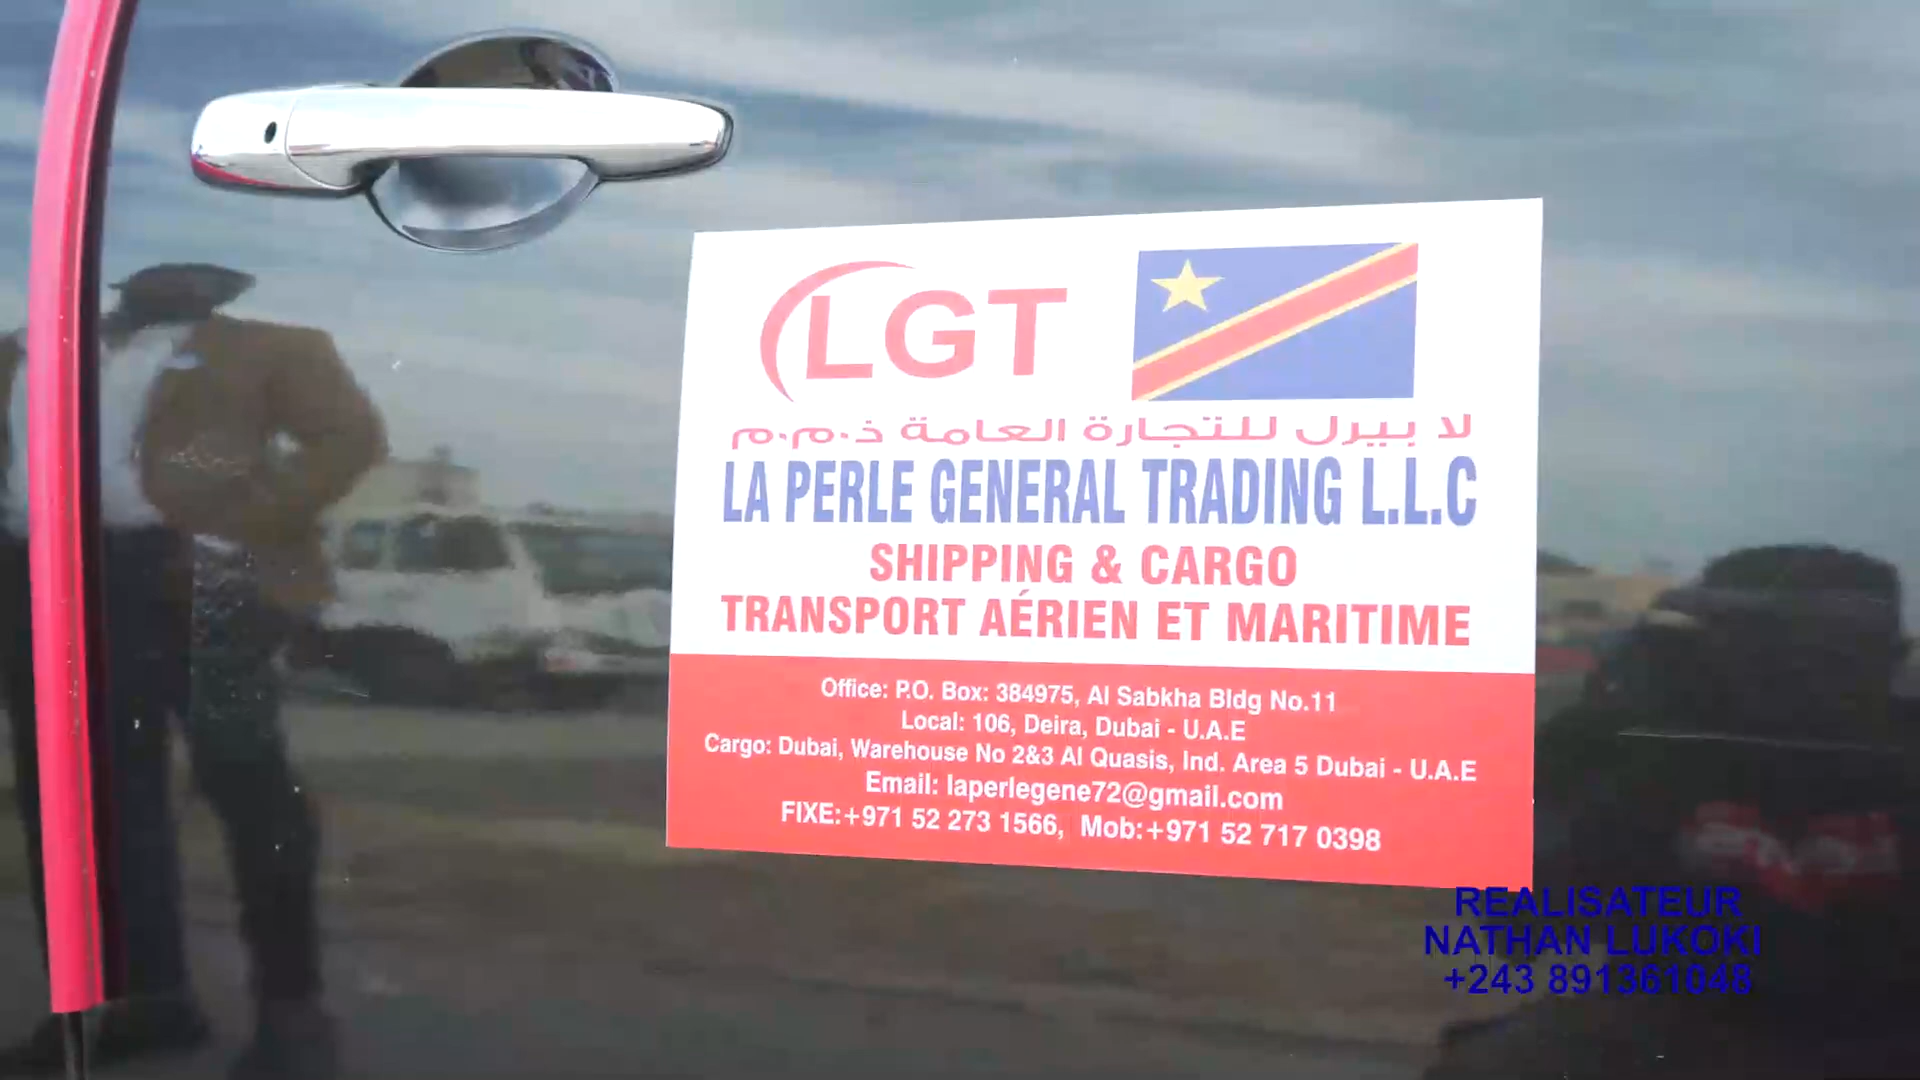 LGT
لا بيرل للتجارة العامة ذ.م.م
LA PERLE GENERAL TRADING L.L.C
SHIPPING & CARGO
TRANSPORT AÉRIEN ET MARITIME
Office: P.O. Box: 384975, Al Sabkha Bldg No.11
Local: 106, Deira, Dubai - U.A.E
Cargo: Dubai, Warehouse No 2&3 Al Quasis, Ind. Area 5 Dubai - U.A.E
Email: laperlegene72@gmail.com
FIXE:+971 52 273 1566, Mob:+971 52 717 0398
REALISATEUR
NATHAN LUKOKI
+243 891361048